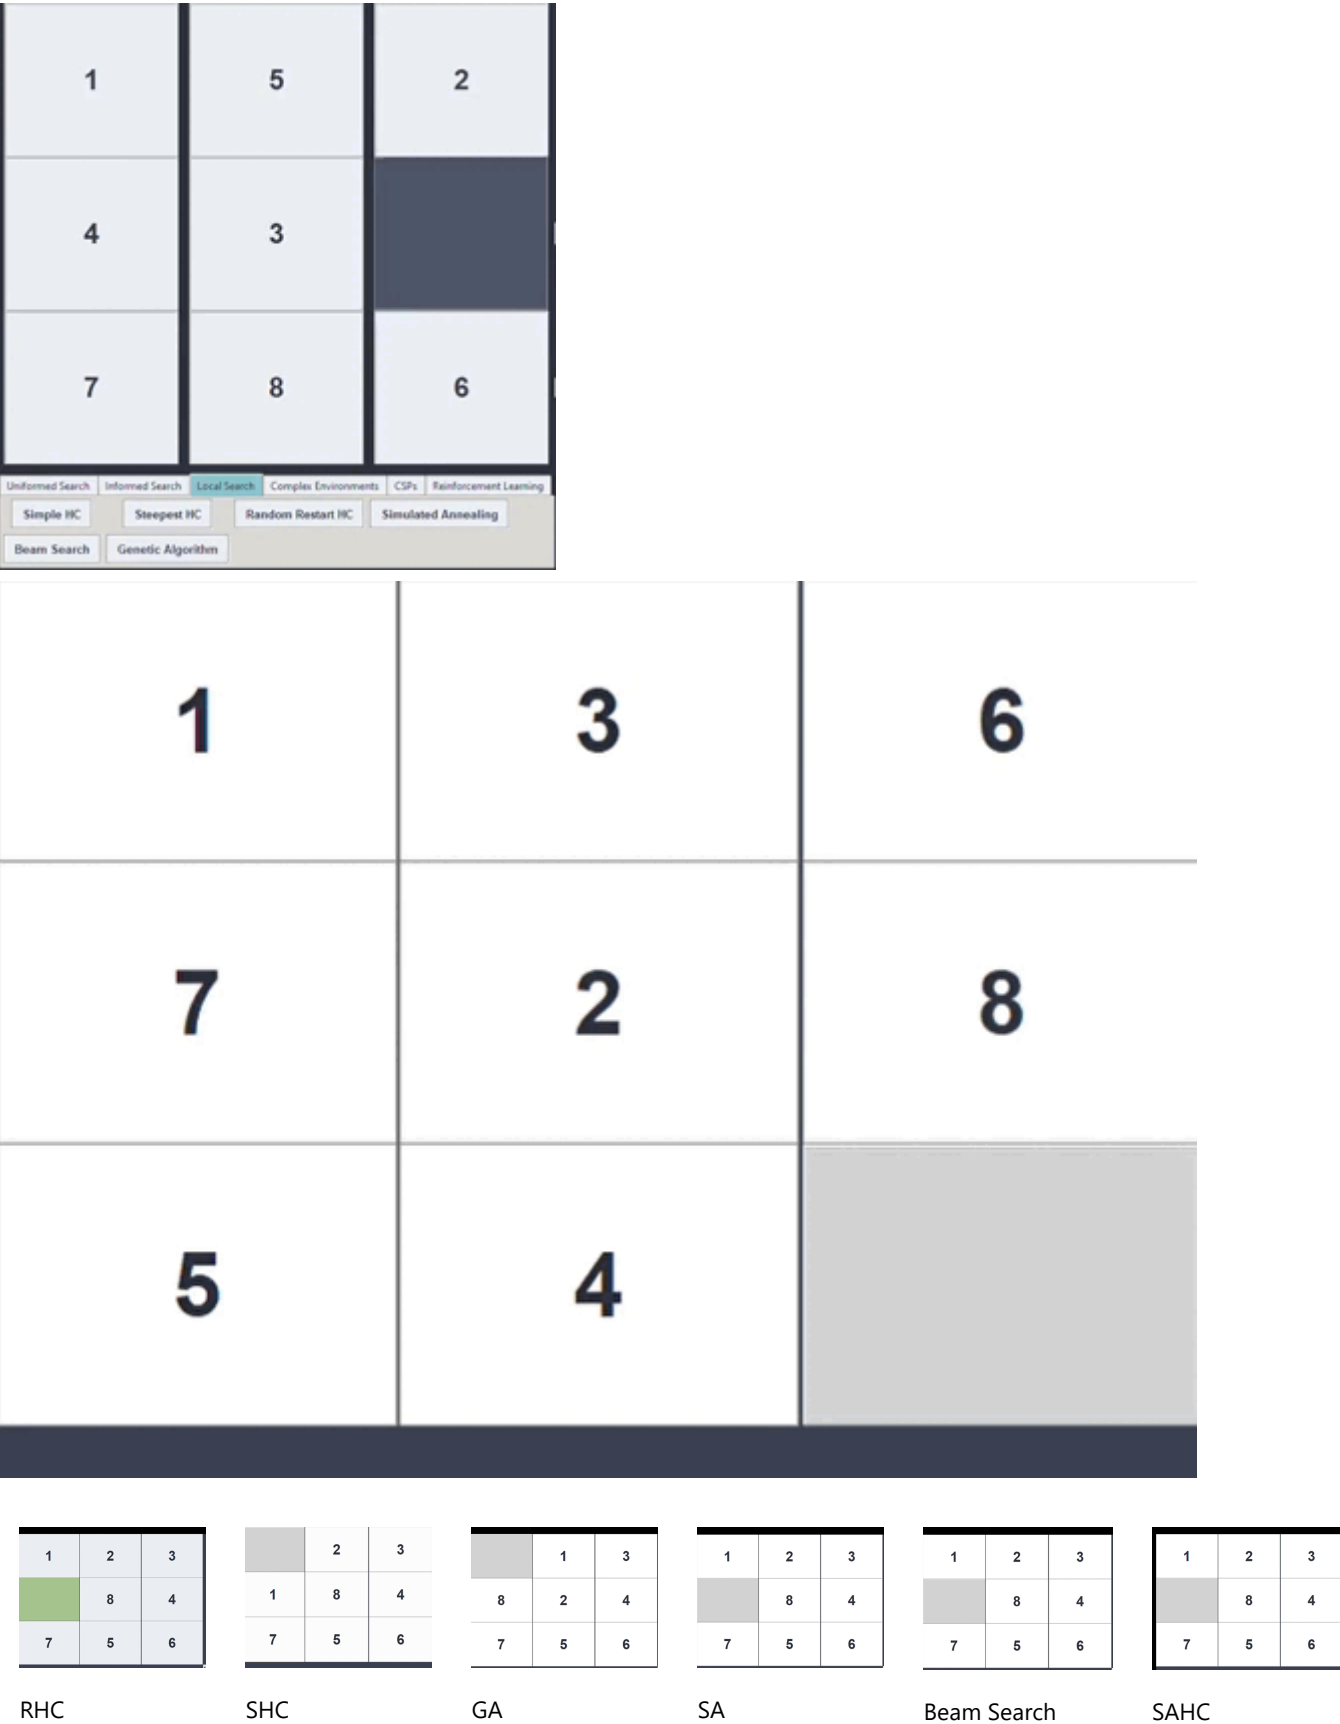 1 5 2
4 3
7 8 6
Uniformed Search Informed Search Local Search Complex Environments CSPs Reinforcement Learning
Simple HC Steepest HC Random Restart HC Simulated Annealing
Beam Search Genetic Algorithm
1 3 6
7 2 8
5 4
1 2 3
8 4
7 5 6
RHC
2 3
1 8 4
7 5 6
SHC
1 3
8 2 4
7 5 6
GA
1 2 3
8 4
7 5 6
SA
1 2 3
8 4
7 5 6
Beam Search
1 2 3
8 4
7 5 6
SAHC